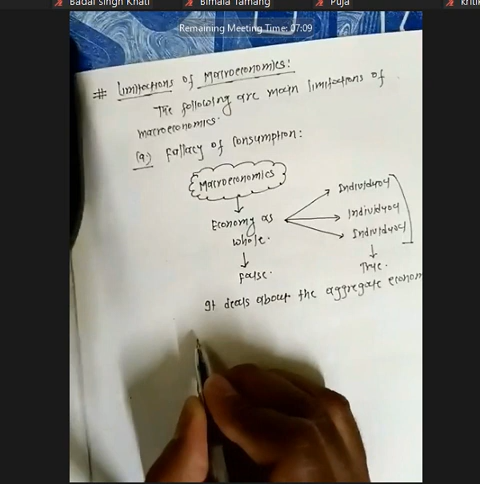 Badal singh Khati
Bimala Tamang
Puja
kritik
Remaining Meeting Time: 07:09
# Limitations of Macroeconomics:
The following are main limitations of
macroeconomics.
(a) Fallacy of Consumption:
Macroeconomics
Economy as
whole.
False.
Individual
Individual
Individual
True.
It deals about the aggregate econom